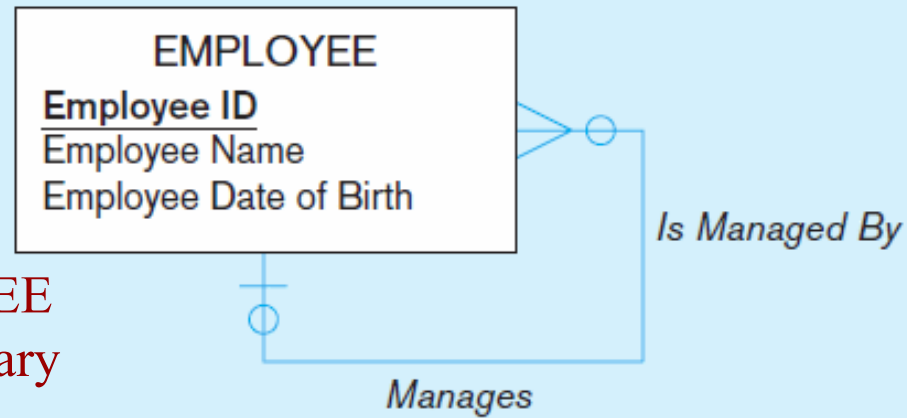 EMPLOYEE
Employee ID
Employee Name
Employee Date of Birth
Is Managed By
EE
ary
Manages